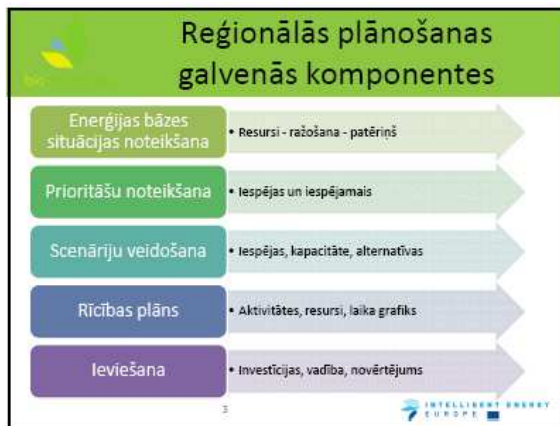 Reģionālās plānošanas
galvenās komponentes
Enerģijas bāzes
situācijas noteikšana
• Resursi - ražošana - patēriņš
Prioritāšu noteikšana
• Iespējas un iespējamais
Scenāriju veidošana
• Iespējas, kapacitāte, alternatīvas
Rīcības plāns
• Aktivitātes, resursi, laika grafiks
Ieviešana
• Investīcijas, vadība, novērtējums
3
INTELLIGENT ENERGY
EUROPE